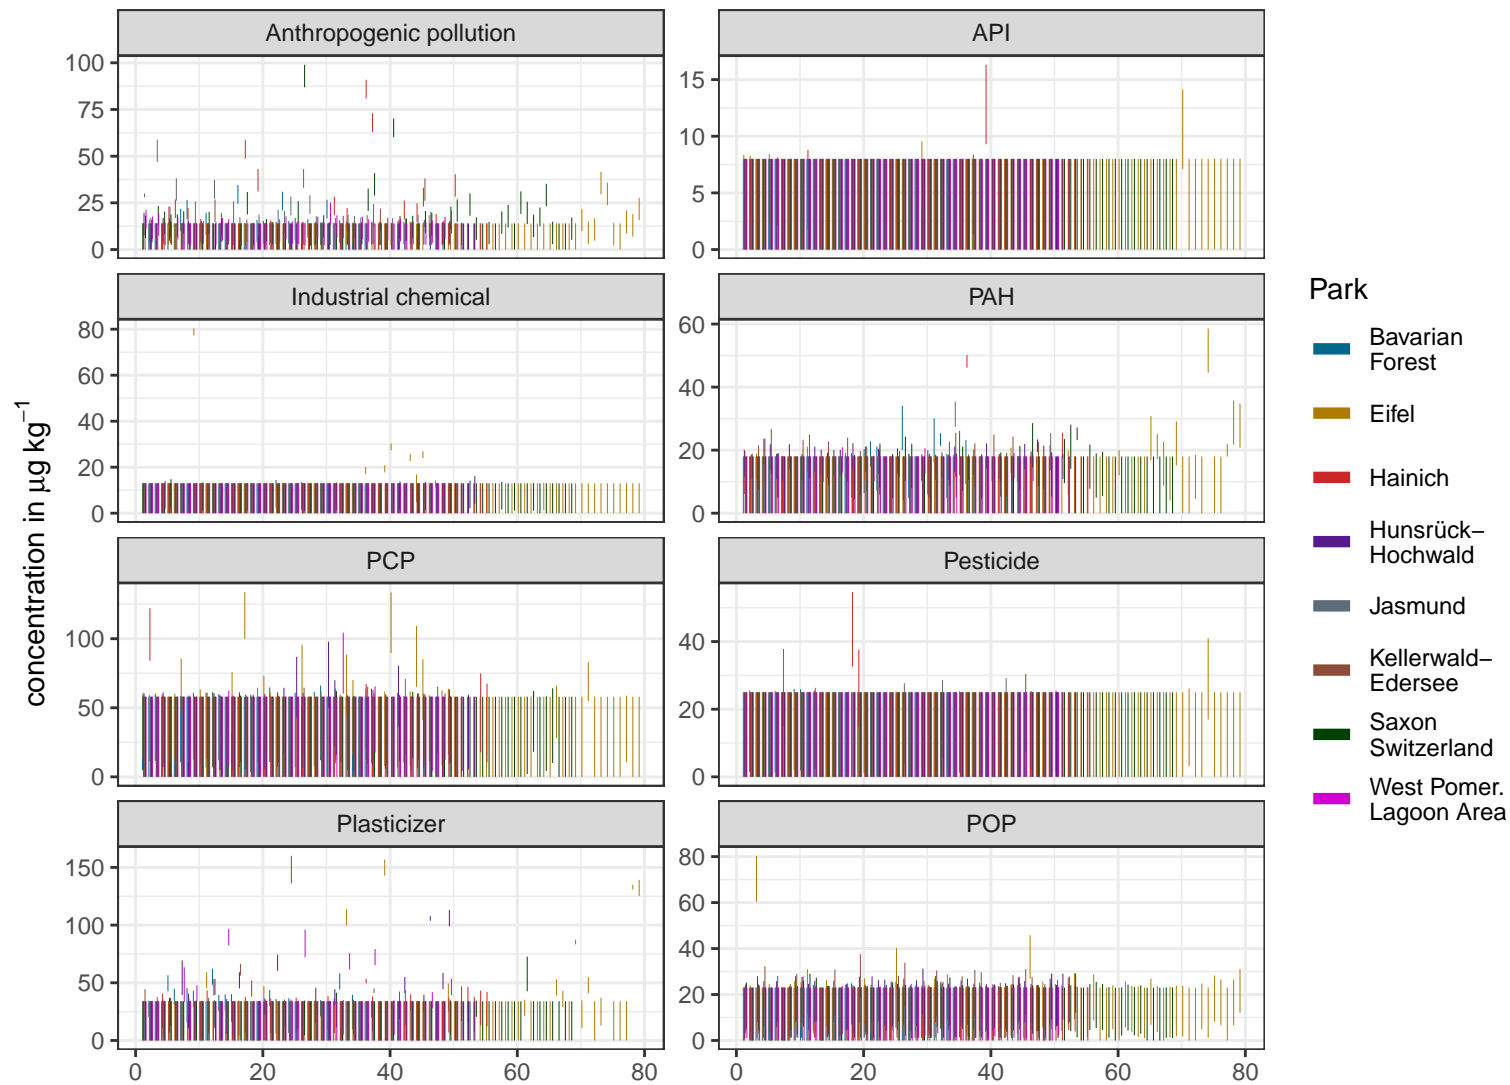 Anthropogenic pollution
API
100
75
50
25
0
15
10
5
0
Industrial chemical
PAH
80
60
40
20
0
60
40
20
0
PCP
Pesticide
100
50
0
40
20
0
Plasticizer
POP
150
100
50
0
80
60
40
20
0
0 20 40 60 80
0 20 40 60 80
concentration in µg kg⁻¹
Park
Bavarian
Forest
Eifel
Hainich
Hunsrück−
Hochwald
Jasmund
Kellerwald−
Edersee
Saxon
Switzerland
West Pomer.
Lagoon Area